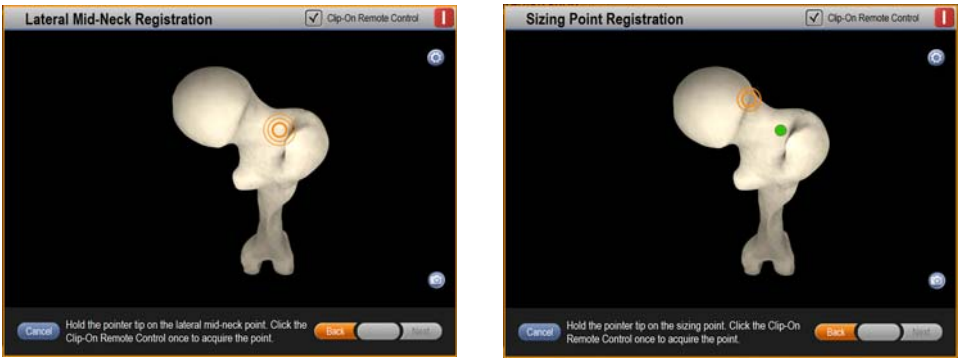 Lateral Mid-Neck Registration
Clip-On Remote Control
Cancel
Hold the pointer tip on the lateral mid-neck point. Click the
Clip-On Remote Control once to acquire the point.
Back
Next
Sizing Point Registration
Clip-On Remote Control
Cancel
Hold the pointer tip on the sizing point. Click the Clip-On
Remote Control once to acquire the point.
Back
Next